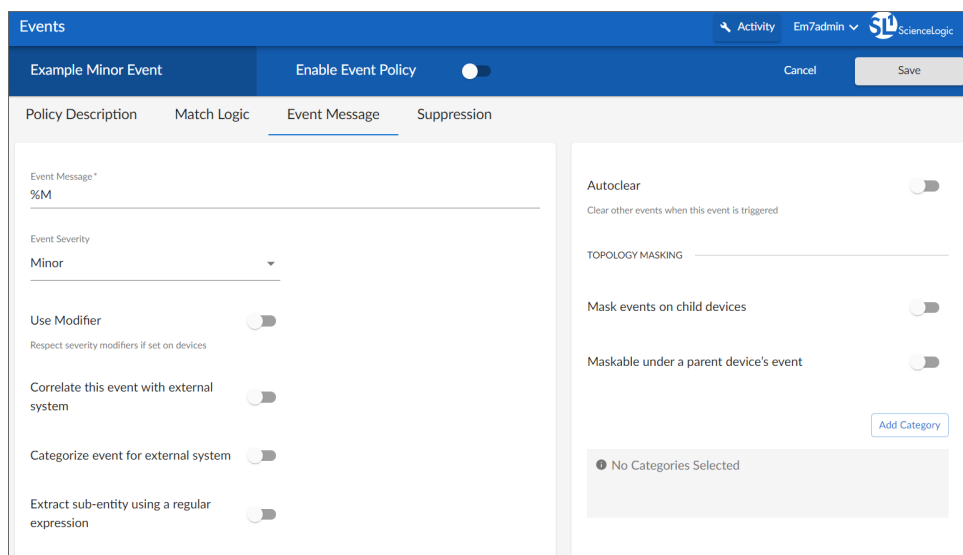 Events
Activity
Em7admin
SL1 ScienceLogic
Example Minor Event
Enable Event Policy
Cancel
Save
Policy Description
Match Logic
Event Message
Suppression
Event Message*
%M
Event Severity
Minor
Use Modifier
Respect severity modifiers if set on devices
Correlate this event with external
system
Categorize event for external system
Extract sub-entity using a regular
expression
Autoclear
Clear other events when this event is triggered
TOPOLOGY MASKING
Mask events on child devices
Maskable under a parent device's event
Add Category
No Categories Selected